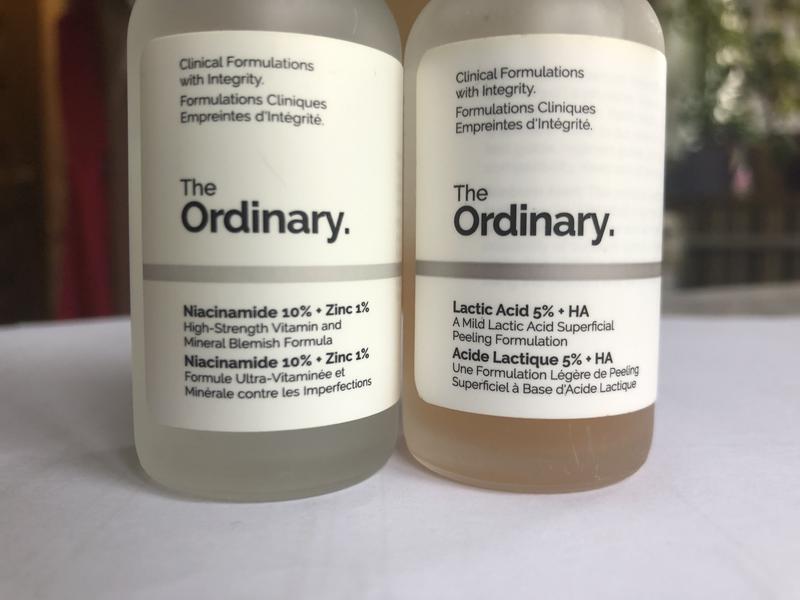 Clinical Formulations
with Integrity.
Formulations Cliniques
Empreintes d'Intégrité.
The
Ordinary.
Niacinamide 10% + Zinc 1%
High-Strength Vitamin and
Mineral Blemish Formula
Niacinamide 10% + Zinc 1%
Formule Ultra-Vitaminée et
Minérale contre les Imperfections
Clinical Formulations
with Integrity.
Formulations Cliniques
Empreintes d'Intégrité.
The
Ordinary.
Lactic Acid 5% + HA
A Mild Lactic Acid Superficial
Peeling Formulation
Acide Lactique 5% + HA
Une Formulation Légère de Peeling
Superficiel à Base d'Acide Lactique